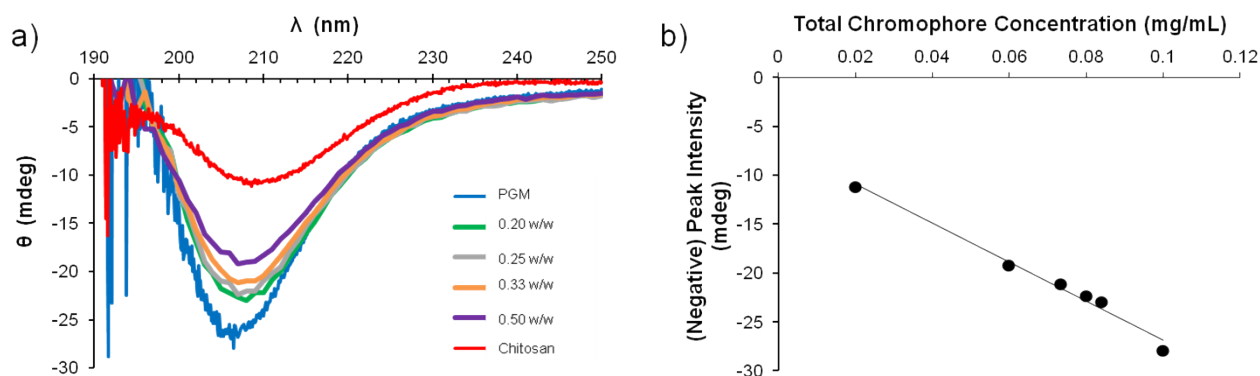 a)
λ (nm)
190 200 210 220 230 240 250
0
-5
-10
-15
-20
-25
-30
θ (mdeg)
PGM
0.20 w/w
0.25 w/w
0.33 w/w
0.50 w/w
Chitosan
b)
Total Chromophore Concentration (mg/mL)
0 0.02 0.04 0.06 0.08 0.1 0.12
0
-5
-10
-15
-20
-25
-30
(Negative) Peak Intensity
(mdeg)